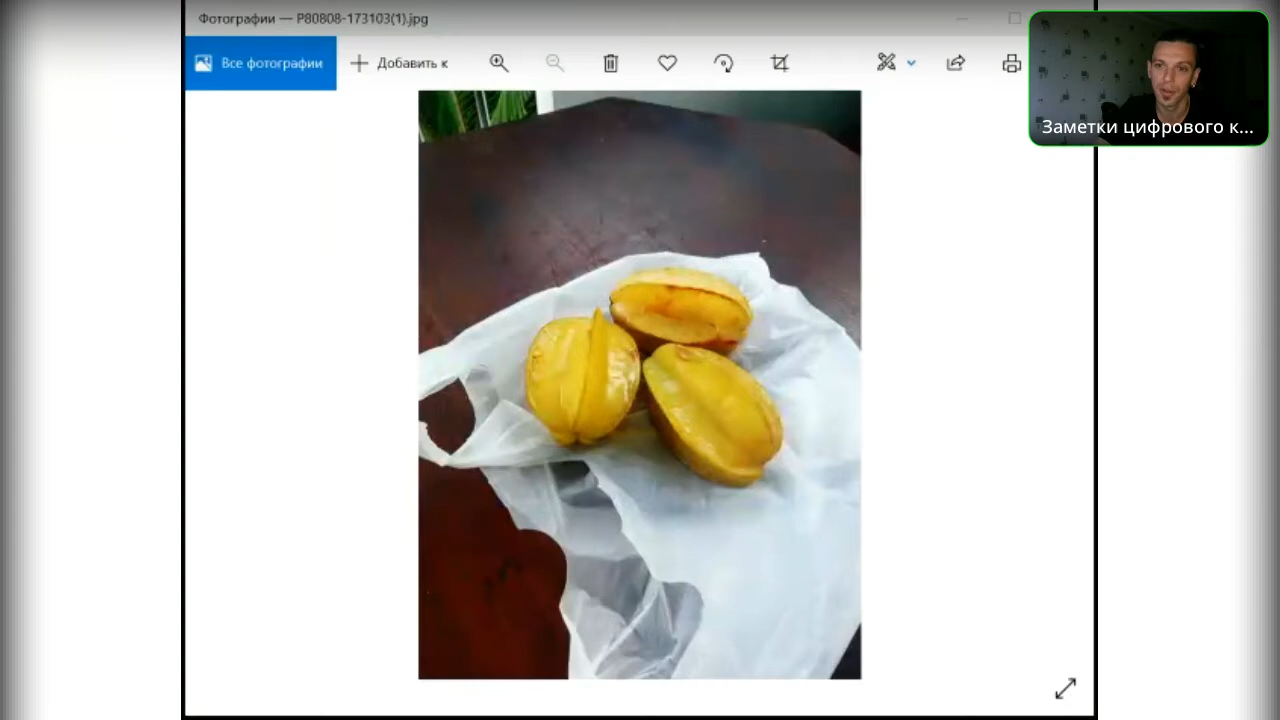 Фотографии — P80808-173103(1).jpg
Все фотографии
Добавить к
Заметки цифрового к...